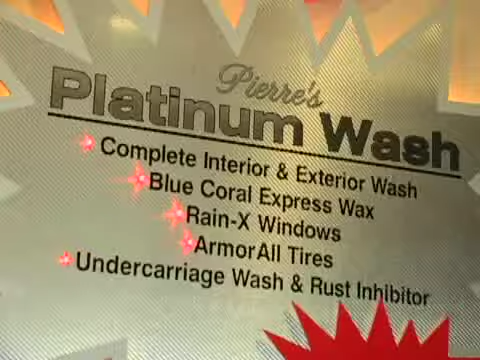 Pierre's
Platinum Wash
Complete Interior & Exterior Wash
Blue Coral Express Wax
Rain-X Windows
ArmorAll Tires
Undercarriage Wash & Rust Inhibitor